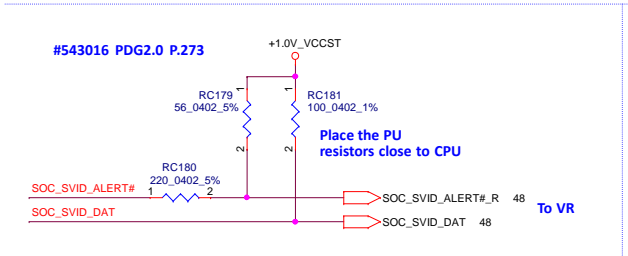 #543016 PDG2.0 P.273
+1.0V_VCCST
1
1
RC179
56_0402_5%
RC181
100_0402_1%
2
2
Place the PU
resistors close to CPU
RC180
220_0402_5%
SOC_SVID_ALERT#
1
2
SOC_SVID_ALERT#_R 48
To VR
SOC_SVID_DAT
SOC_SVID_DAT 48